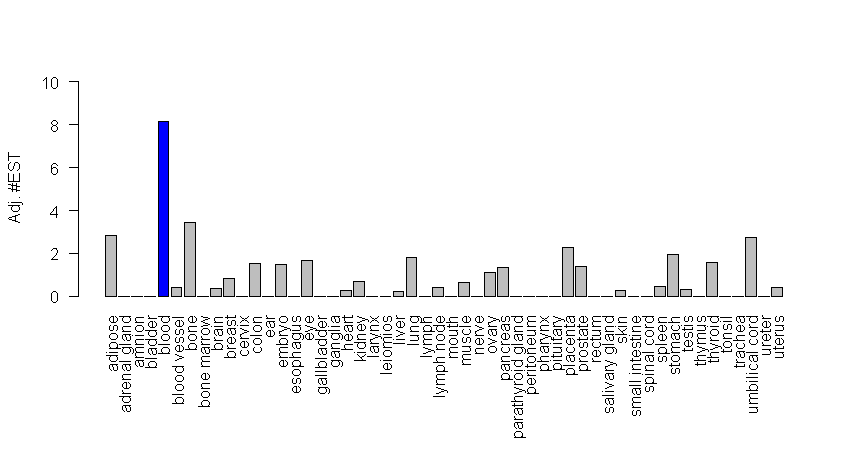 10
8
6
4
2
0
Adj. #EST
adipose
adrenal gland
amnion
bladder
blood
blood vessel
bone
bone marrow
brain
breast
cervix
colon
ear
embryo
esophagus
eye
gallbladder
ganglia
heart
kidney
larynx
leiomios
liver
lung
lymph
lymph node
mouth
muscle
nerve
ovary
pancreas
parathyroid gland
peritoneum
pharynx
pituitary
placenta
prostate
rectum
salivary gland
skin
small intestine
spinal cord
spleen
stomach
testis
thymus
thyroid
tonsil
trachea
umbilical cord
ureter
uterus